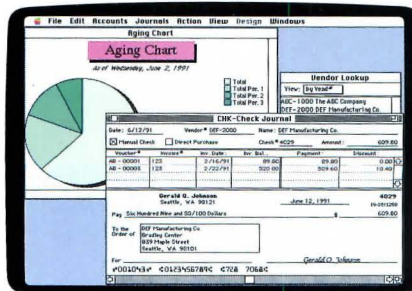 File Edit Accounts Journals Action View Design Windows
Aging Chart
Aging Chart
As of Wednesday, June 2, 1991
Total
Total Per. 1
Total Per. 2
Total Per. 3
Vendor Lookup
View: by Vend#
ABC-1000 The ABC Company
DEF-2000 DEF Manufacturing Co.
CHK-Check Journal
Date: 6/12/91 Vendor# DEF-2000 Name: DEF Manufacturing Co.
Manual Check Direct Purchase Check# 4029 Amount: 609.80
Voucher# Invoice# Inv. Date: Inv. Bal. Payment: Discount
AB - 00001 123 2/16/91 89.80 89.80 0.00
AB - 00008 123 2/22/91 520.00 509.60 10.40
Gerald O. Johnson 4029
Seattle, WA 98121 June 12, 1991
Pay Six Hundred Nine and 50/100 Dollars $ 609.80
To the Order of DEF Manufacturing Co.
Bradley Center
839 Maple Street
Seattle, WA 98101
For Gerald O. Johnson